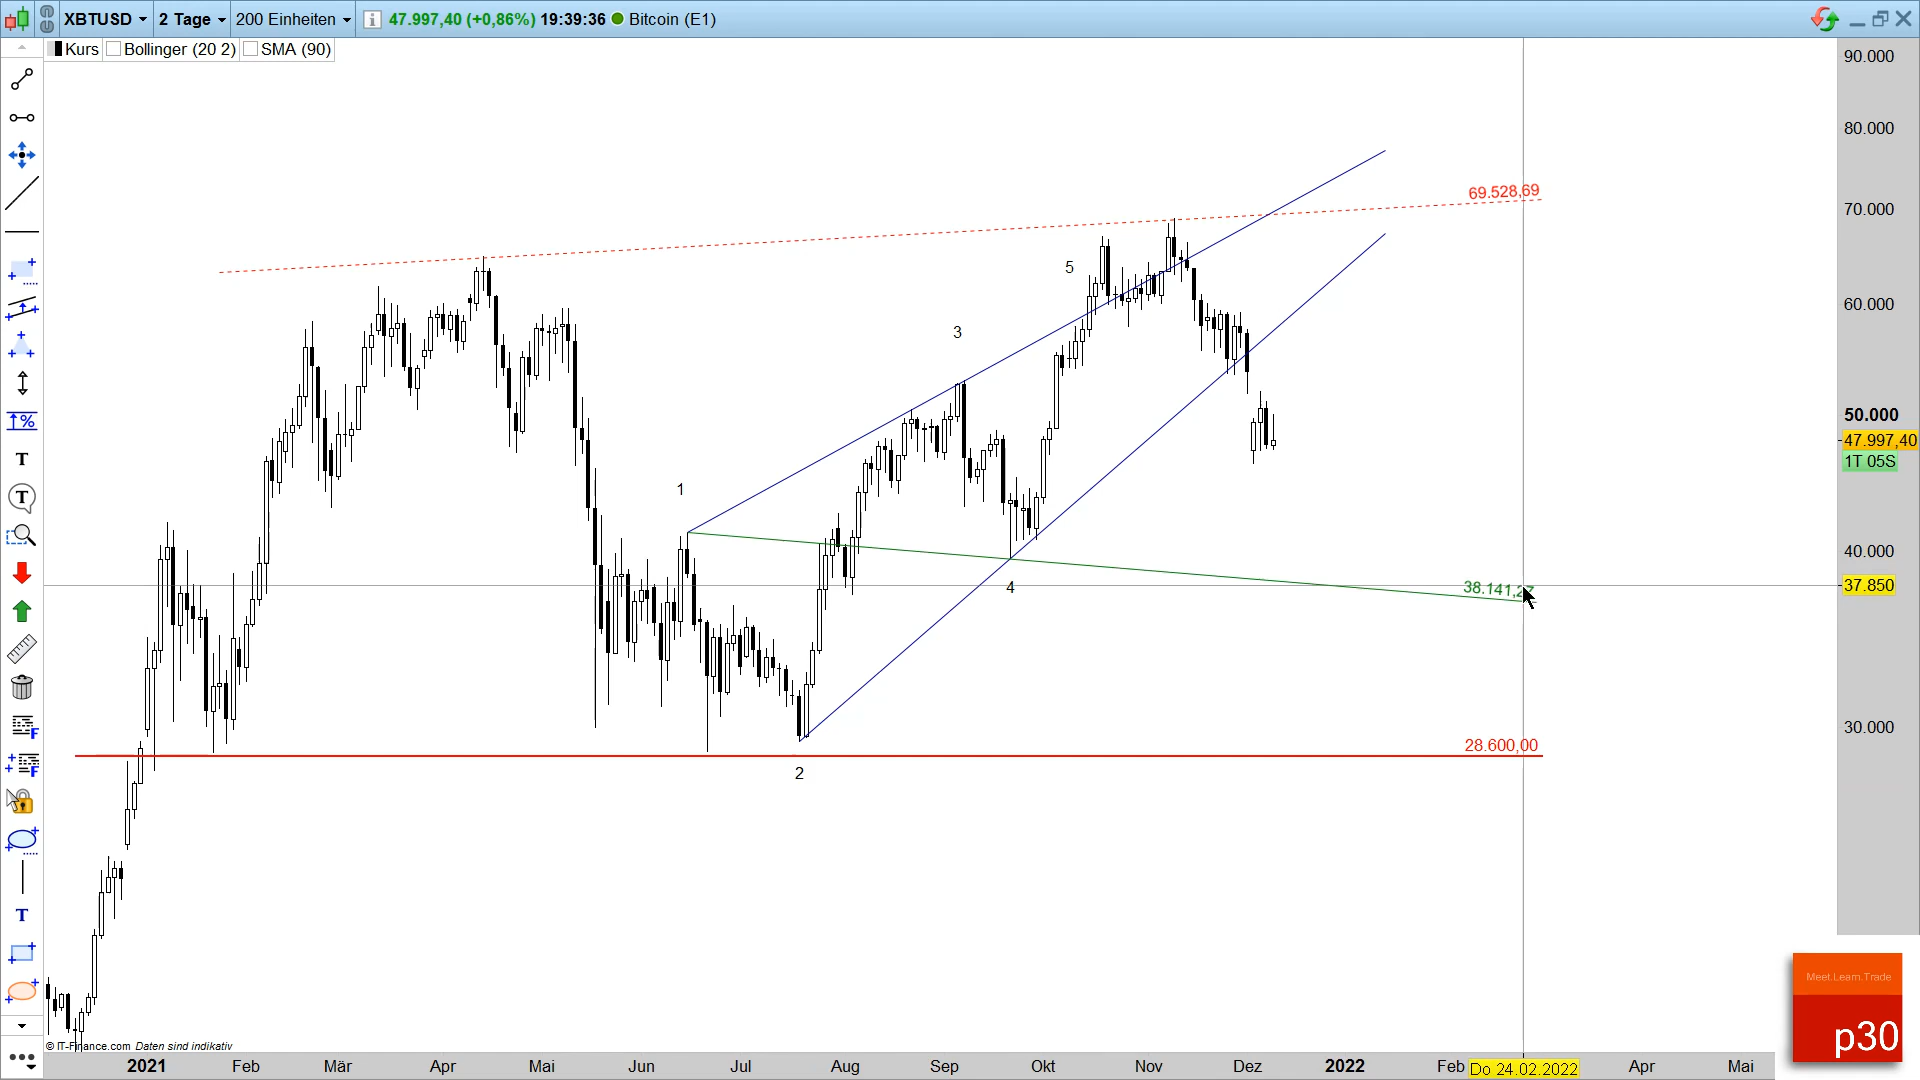 XBTUSD 2 Tage 200 Einheiten 47.997,40 (+0,86%) 19:39:36 Bitcoin (E1)
Kurs Bollinger (20 2) SMA (90)
90.000
80.000
69.528,69
70.000
5
60.000
3
50.000
47.997,40
1T 05S
1
40.000
4
38.141,27
37.850
30.000
28.600,00
2
Meet.Learn.Trade
p30
© IT-Finance.com Daten sind indikativ
2021 Feb Mär Apr Mai Jun Jul Aug Sep Okt Nov Dez 2022 Feb Do 24.02.2022 Apr Mai
%
T
T
F
F
T